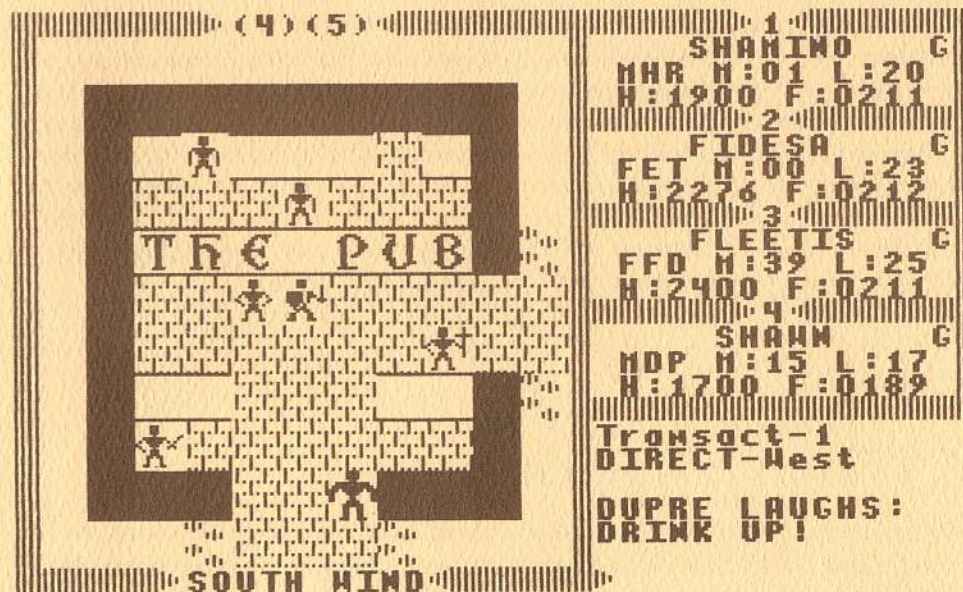 (4)(5)
THE PUB
SOUTH WIND
1
SHAMINO G
MHR M:01 L:20
H:1900 F:0211
2
FIDESA G
FET M:00 L:23
H:2276 F:0212
3
FLEETIS G
FFD M:39 L:25
H:2400 F:0211
4
SHAWN G
MDP M:15 L:17
H:1700 F:0189
Transact-1
DIRECT-West
DUPRE LAUGHS:
DRINK UP!